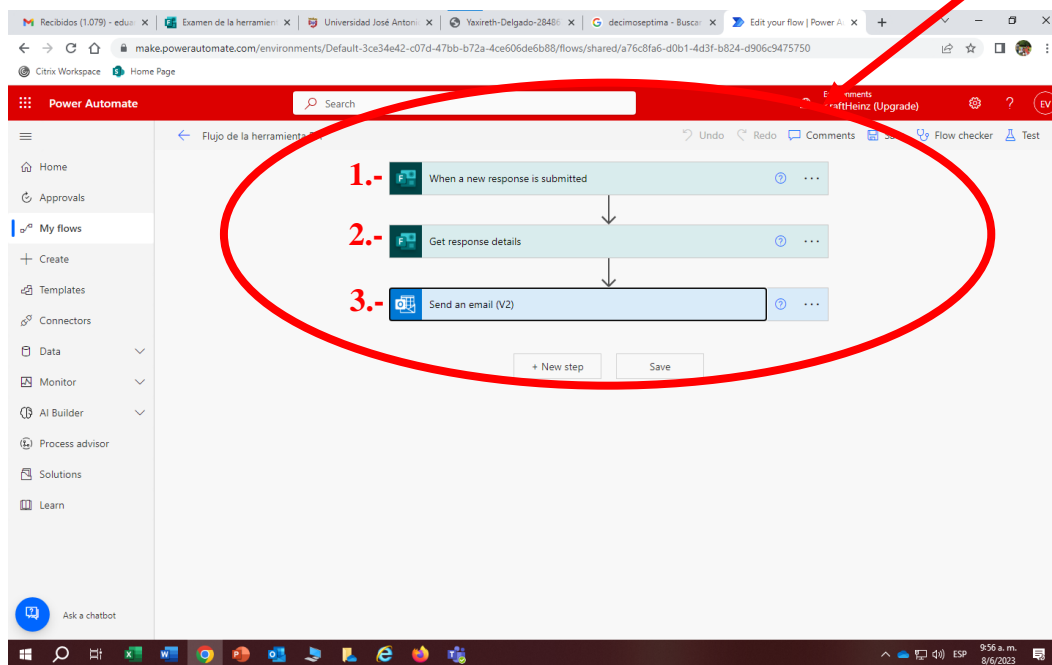 Recibidos (1.079) - edua
Examen de la herramien
Universidad José Antoni
Yaxireth-Delgado-28486
decimoseptima - Buscar
Edit your flow | Power A
make.powerautomate.com/environments/Default-3ce34e42-c07d-47bb-b72a-4ce606de6b88/flows/shared/a76c8fa6-d0b1-4d3f-b824-d906c9475750
Citrix Workspace
Home Page
Power Automate
Search
(Upgrade)
EV
Flujo de la herramienta
Undo
Redo
Comments
Flow checker
Test
Home
Approvals
My flows
Create
Templates
Connectors
Data
Monitor
AI Builder
Process advisor
Solutions
Learn
1.- When a new response is submitted
2.- Get response details
3.- Send an email (V2)
+ New step
Save
Ask a chatbot
ESP
9:56 a. m.
8/6/2023